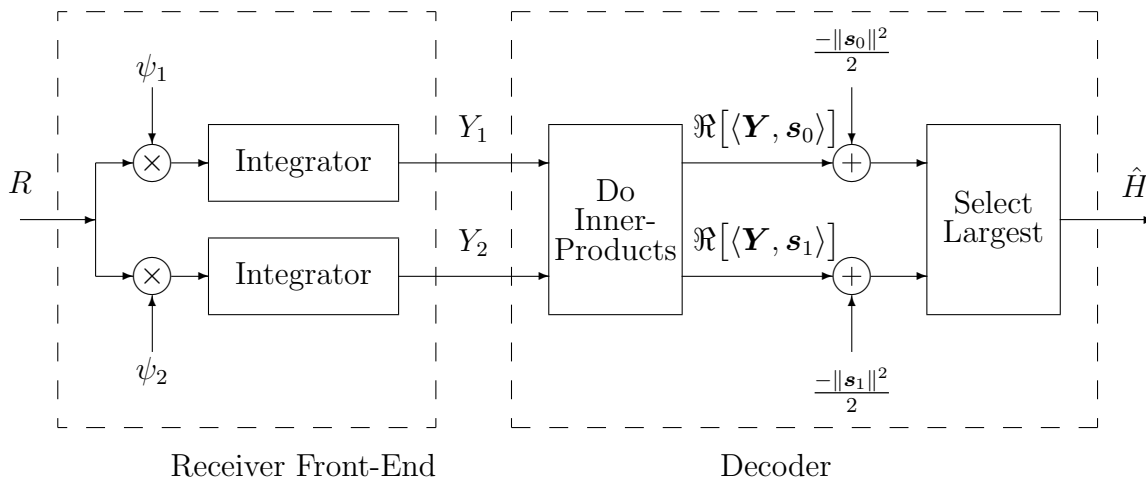 R
ψ₁
×
Integrator
Y₁
×
Integrator
Y₂
ψ₂
Receiver Front-End
Do
Inner-
Products
ℜ[⟨Y, s₀⟩]
ℜ[⟨Y, s₁⟩]
−‖s₀‖²
2
+
+
−‖s₁‖²
2
Select
Largest
Ĥ
Decoder